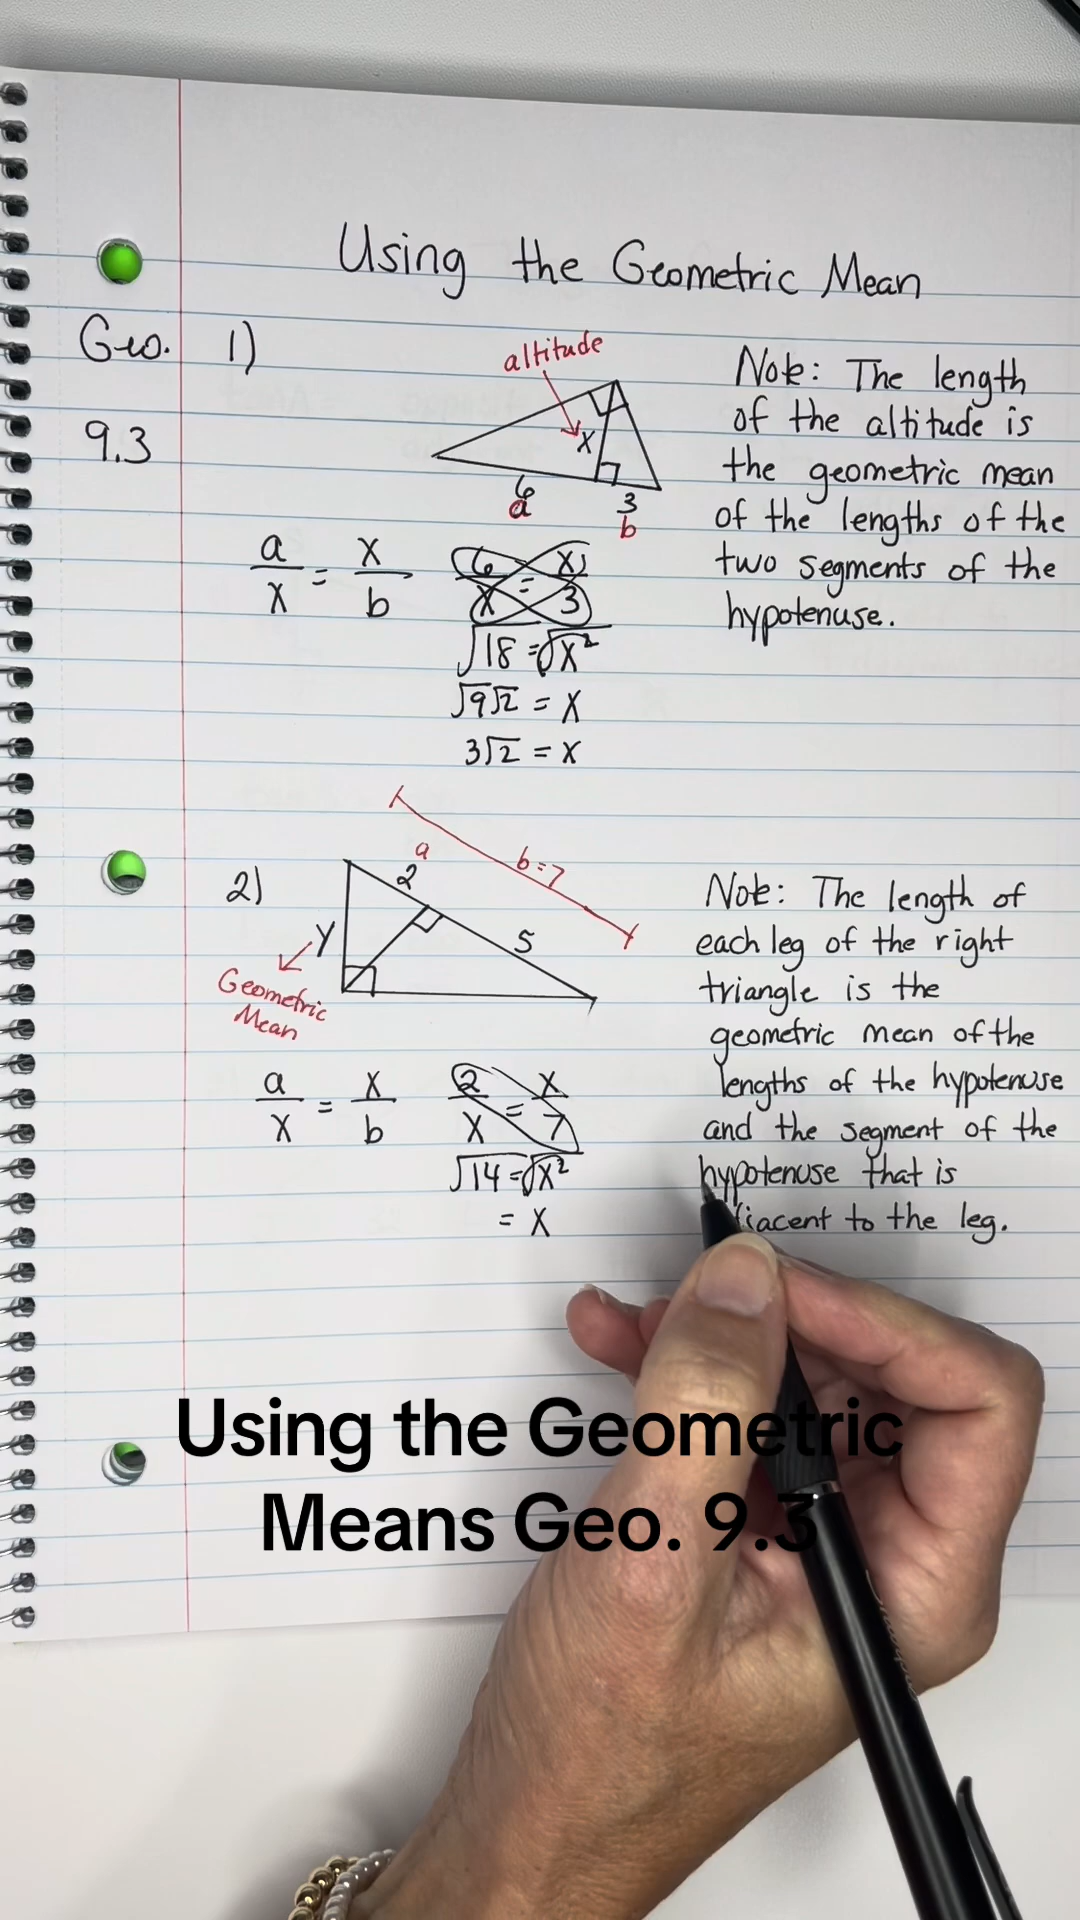 Using the Geometric Mean
Geo. 1)
9.3
altitude
x
6
a
3
b
Note: The length
of the altitude is
the geometric mean
of the lengths of the
two segments of the
hypotenuse.
a/x = x/b
6/x = x/3
√18 = √x²
√9√2 = x
3√2 = x
2)
a
2
b=7
5
y
Geometric
Mean
Note: The length of
each leg of the right
triangle is the
geometric mean of the
lengths of the hypotenuse
and the segment of the
hypotenuse that is
jacent to the leg.
a/x = x/b
2/x = x/7
√14 = √x²
= x
Using the Geometric
Means Geo. 9.3